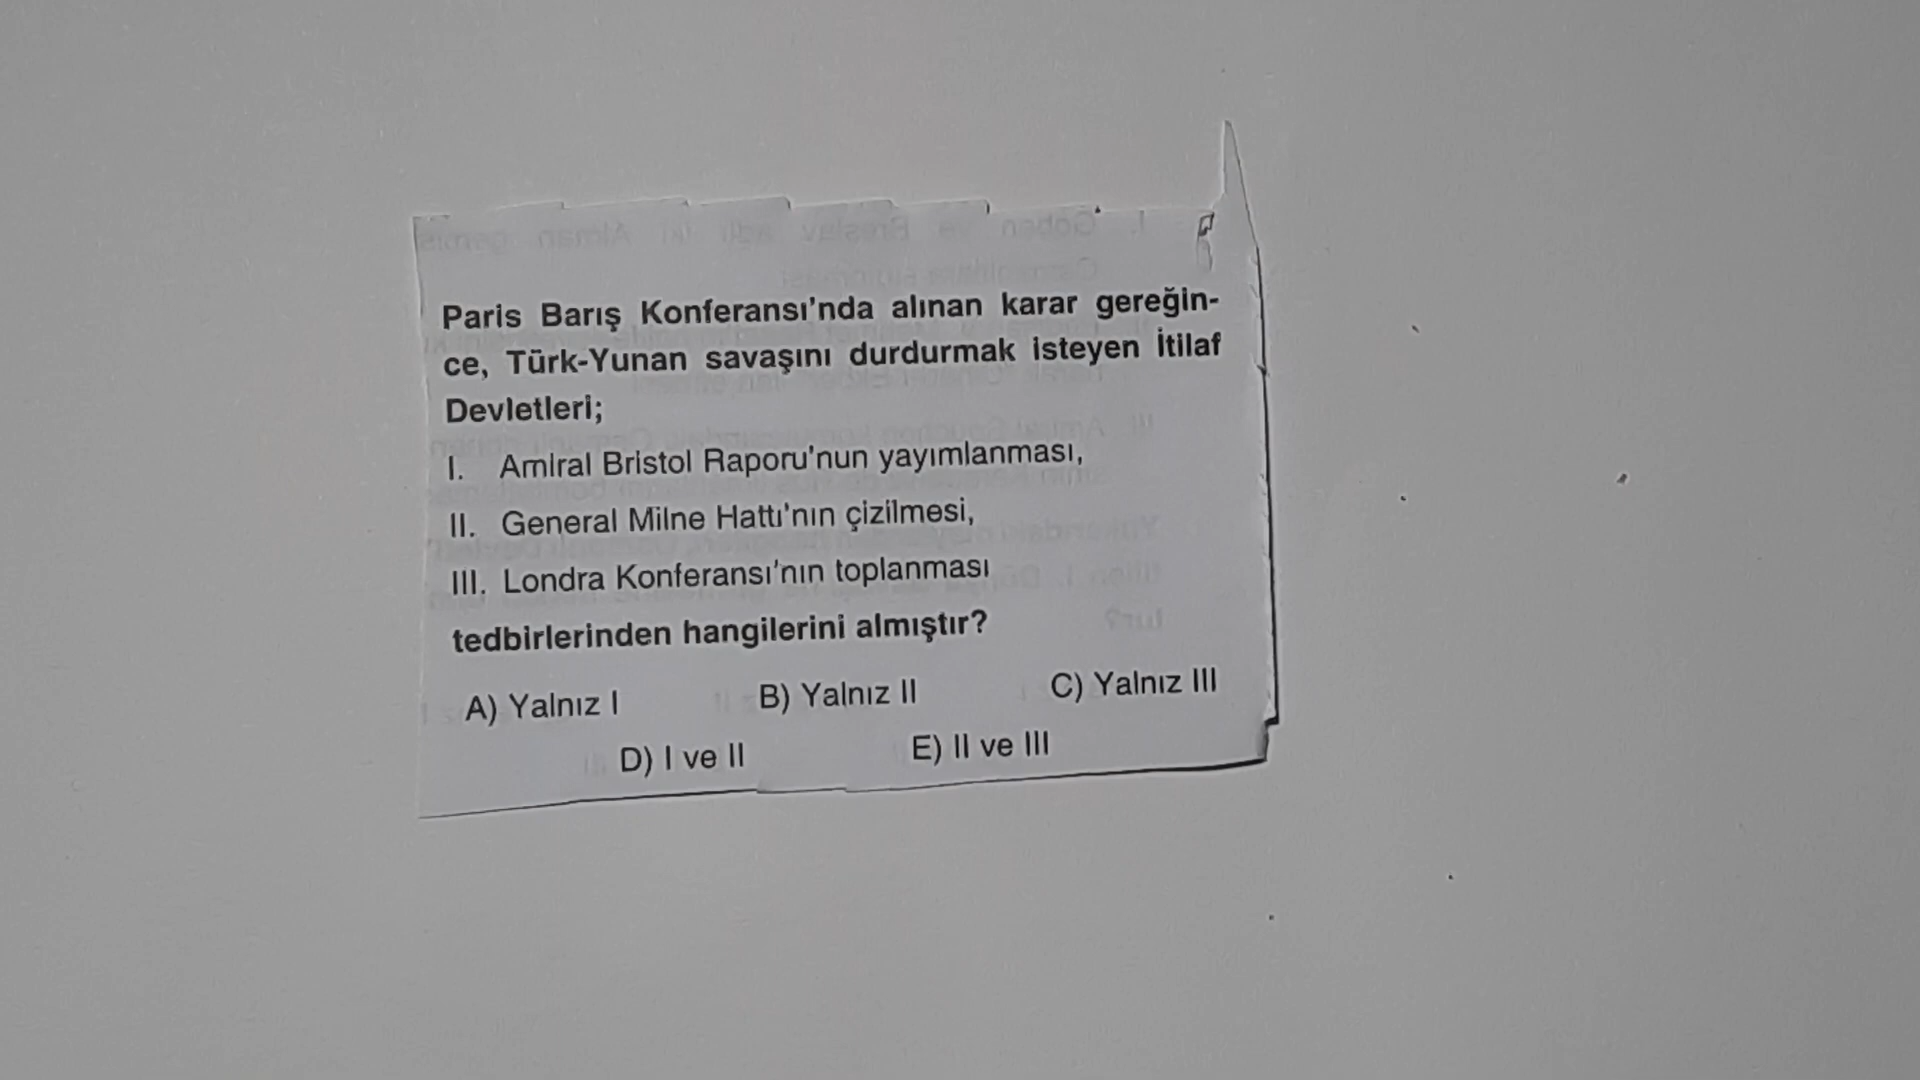 Paris Barış Konferansı'nda alınan karar gereğin-
ce, Türk-Yunan savaşını durdurmak isteyen İtilaf
Devletleri;
I. Amiral Bristol Raporu'nun yayımlanması,
II. General Milne Hattı'nın çizilmesi,
III. Londra Konferansı'nın toplanması
tedbirlerinden hangilerini almıştır?
A) Yalnız I B) Yalnız II C) Yalnız III
D) I ve II E) II ve III